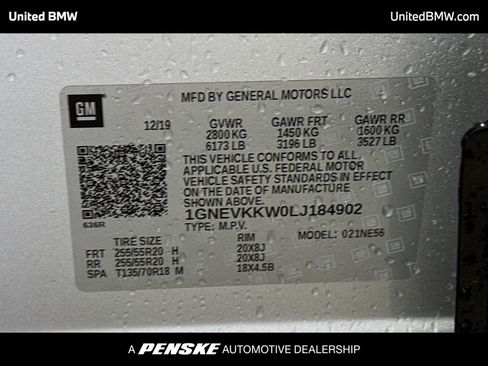 United BMW
UnitedBMW.com
GM
MFD BY GENERAL MOTORS LLC
12/19 GVWR GAWR FRT GAWR RR
2800 KG 1450 KG 1600 KG
6173 LB 3196 LB 3527 LB
THIS VEHICLE CONFORMS TO ALL
APPLICABLE U.S. FEDERAL MOTOR
VEHICLE SAFETY STANDARDS IN EFFECT
ON THE DATE OF MANUFACTURE
SHOWN ABOVE.
1GNEVKKW0LJ184902
636R
TYPE: M.P.V. MODEL: 021NE56
TIRE SIZE RIM
FRT 255/55R20 H 20X8J
RR 255/55R20 H 20X8J
SPA T135/70R18 M 18X4.5B
A PENSKE AUTOMOTIVE DEALERSHIP